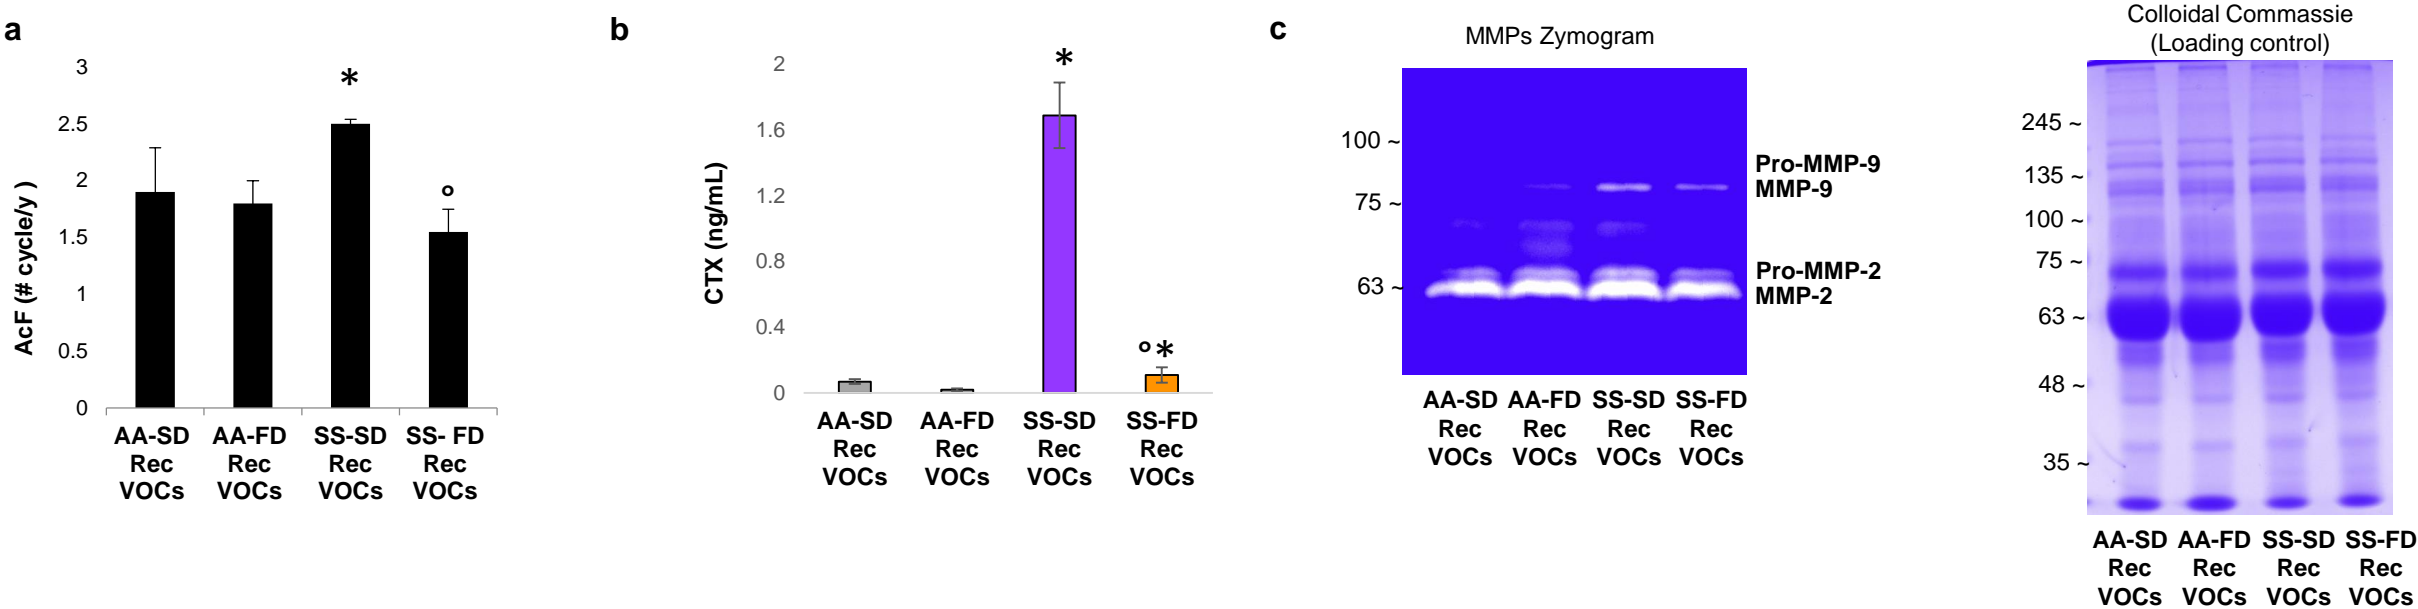 a
AcF (# cycle/y )
3
2.5
2
1.5
1
0.5
0
*
°
AA-SD AA-FD SS-SD SS- FD
Rec Rec Rec Rec
VOCs VOCs VOCs VOCs
b
CTX (ng/mL)
2
1.6
1.2
0.8
0.4
0
*
°*
AA-SD AA-FD SS-SD SS-FD
Rec Rec Rec Rec
VOCs VOCs VOCs VOCs
c
MMPs Zymogram
100 ~
75 ~
63 ~
Pro-MMP-9
MMP-9
Pro-MMP-2
MMP-2
AA-SD AA-FD SS-SD SS-FD
Rec Rec Rec Rec
VOCs VOCs VOCs VOCs
Colloidal Commassie
(Loading control)
245 ~
135 ~
100 ~
75 ~
63 ~
48 ~
35 ~
AA-SD AA-FD SS-SD SS-FD
Rec Rec Rec Rec
VOCs VOCs VOCs VOCs